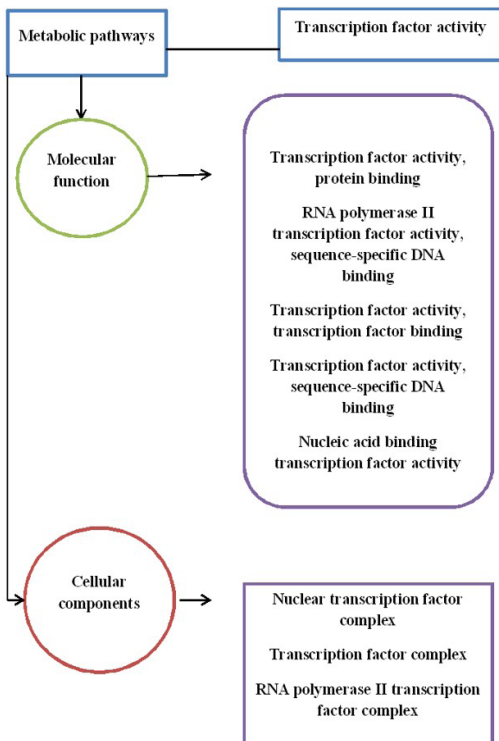 Metabolic pathways
Transcription factor activity
Molecular
function
Transcription factor activity,
protein binding
RNA polymerase II
transcription factor activity,
sequence-specific DNA
binding
Transcription factor activity,
transcription factor binding
Transcription factor activity,
sequence-specific DNA
binding
Nucleic acid binding
transcription factor activity
Cellular
components
Nuclear transcription factor
complex
Transcription factor complex
RNA polymerase II transcription
factor complex